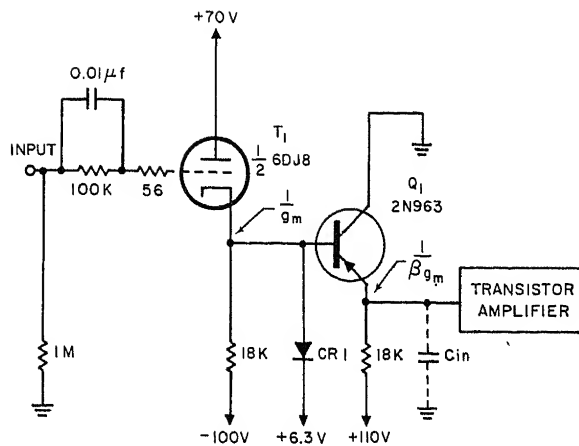 +70V
0.01µf
INPUT
100K
56
T1
1/2 6DJ8
1/gm
Q1
2N963
1/βgm
TRANSISTOR
AMPLIFIER
1M
18K
CR1
18K
Cin
-100V
+6.3V
+110V